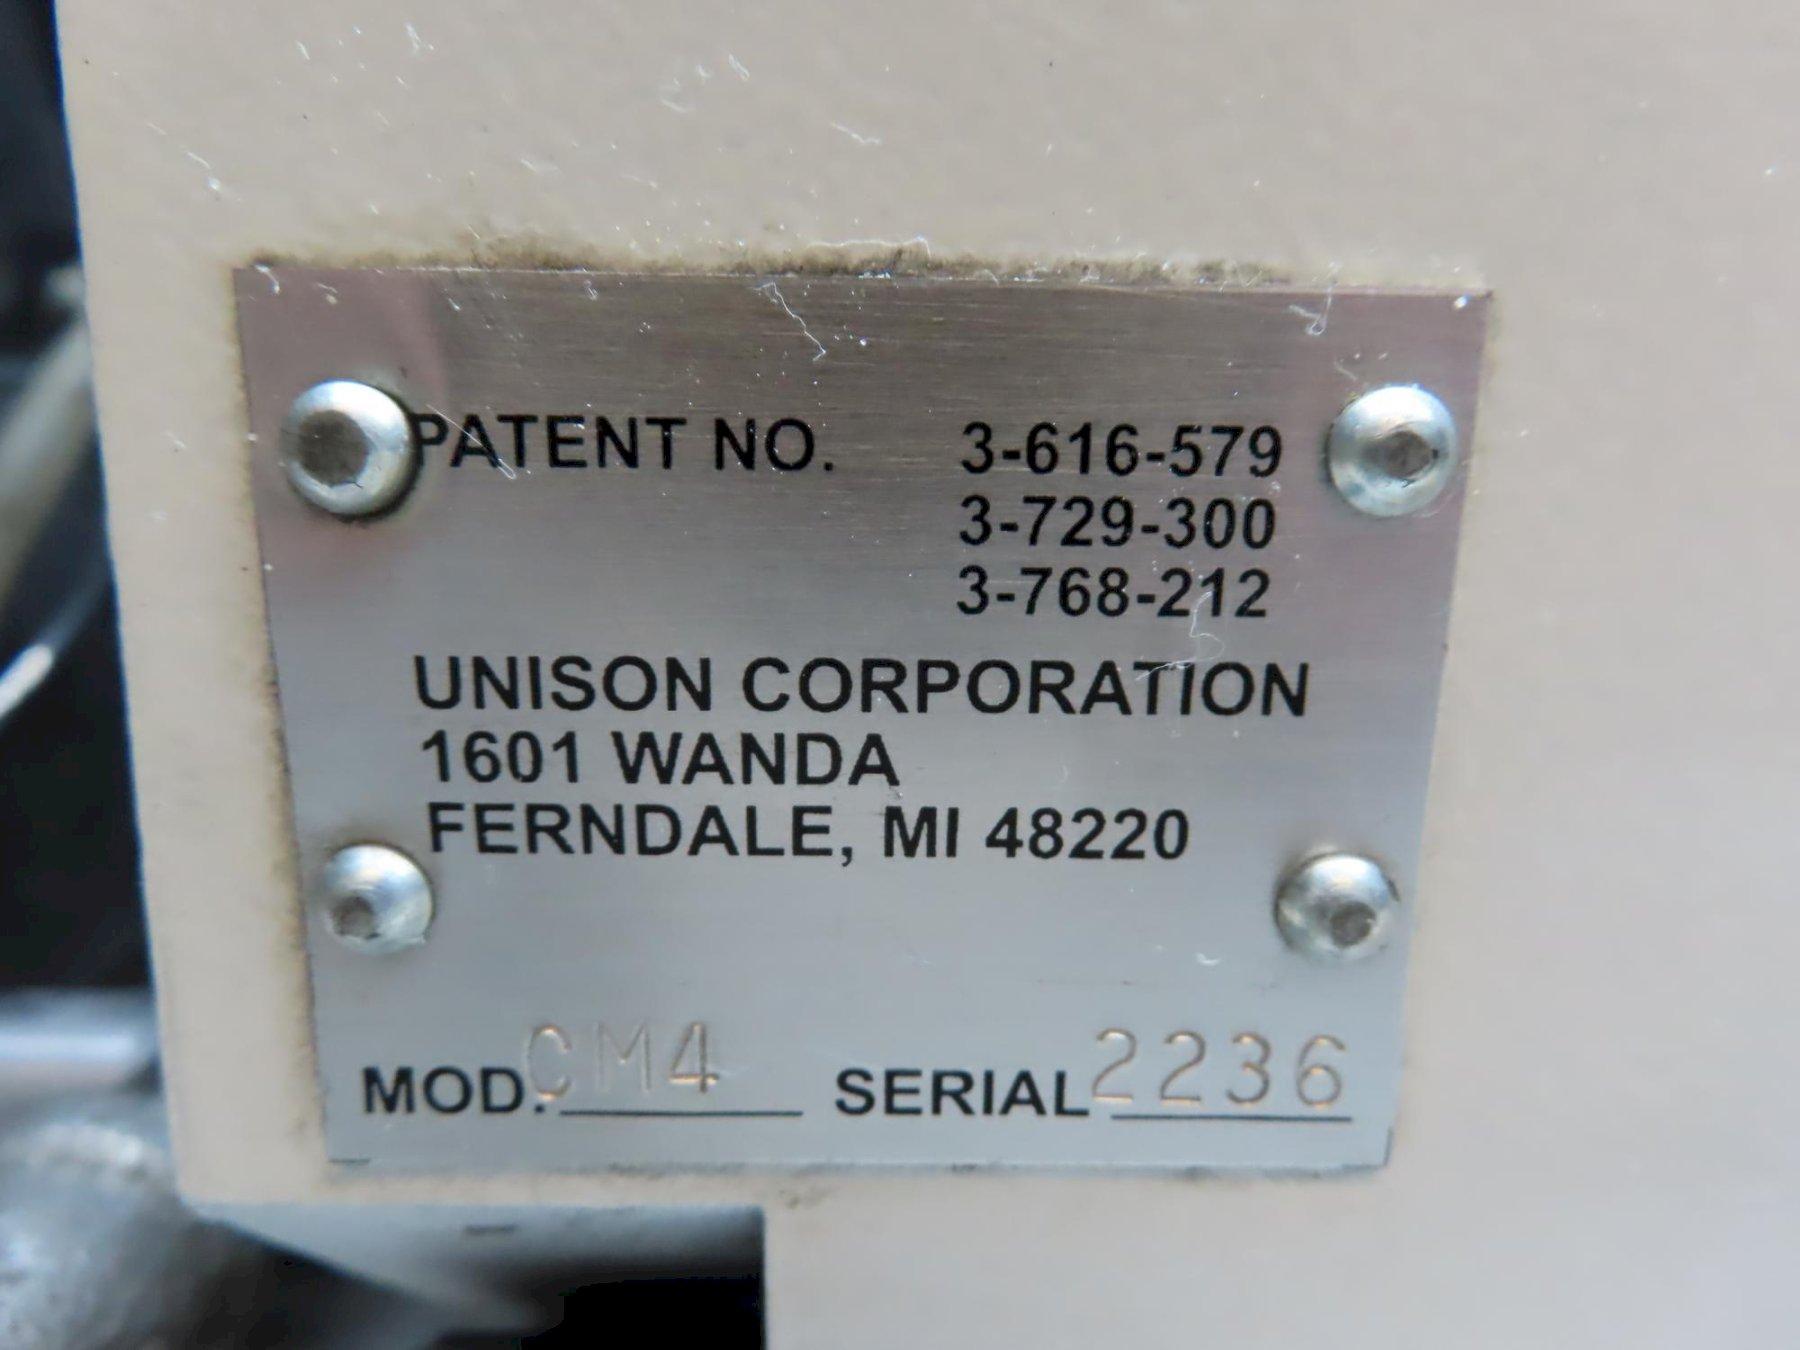 PATENT NO. 3-616-579
3-729-300
3-768-212
UNISON CORPORATION
1601 WANDA
FERNDALE, MI 48220
MOD. CM4 SERIAL 2236